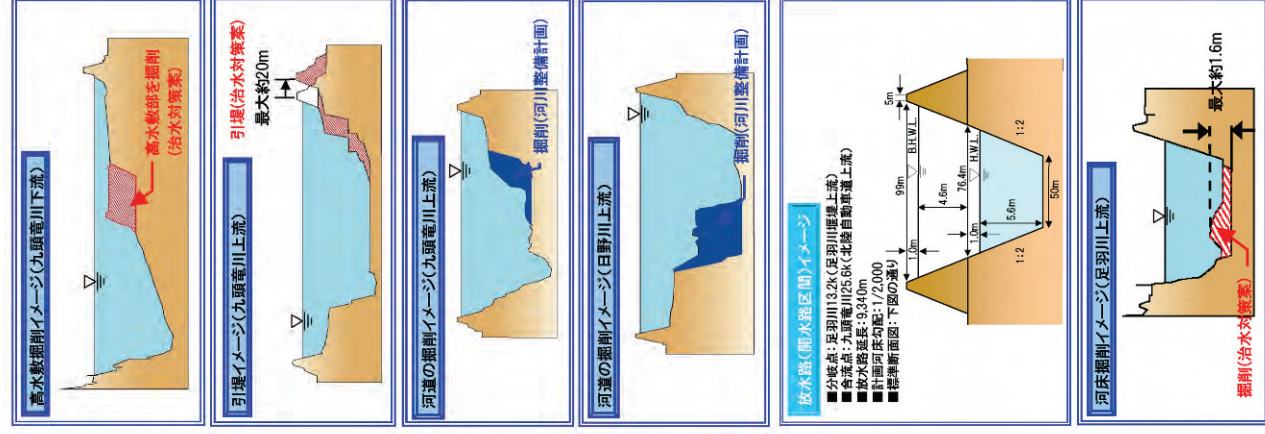 高水敷掘削イメージ(九頭竜川下流)
高水敷部を掘削
(治水対策案)
引堤イメージ(九頭竜川上流)
引堤(治水対策案)
最大約20m
河道の掘削イメージ(九頭竜川上流)
掘削(河川整備計画)
河道の掘削イメージ(日野川上流)
掘削(河川整備計画)
放水路(開水路区間)イメージ
■分岐点:足羽川13.2k(足羽川堰堤上流)
■合流点:九頭竜川25.6k(北陸自動車道上流)
■放水路延長:9,340m
■計画河床勾配:1/2,000
■標準断面図:下図の通り
5m
99m
B.H.W.L.
1.0m
4.6m
76.4m
H.W.L.
1.0m
5.6m
1:2
1:2
50m
河床掘削イメージ(足羽川上流)
最大約1.6m
掘削(治水対策案)